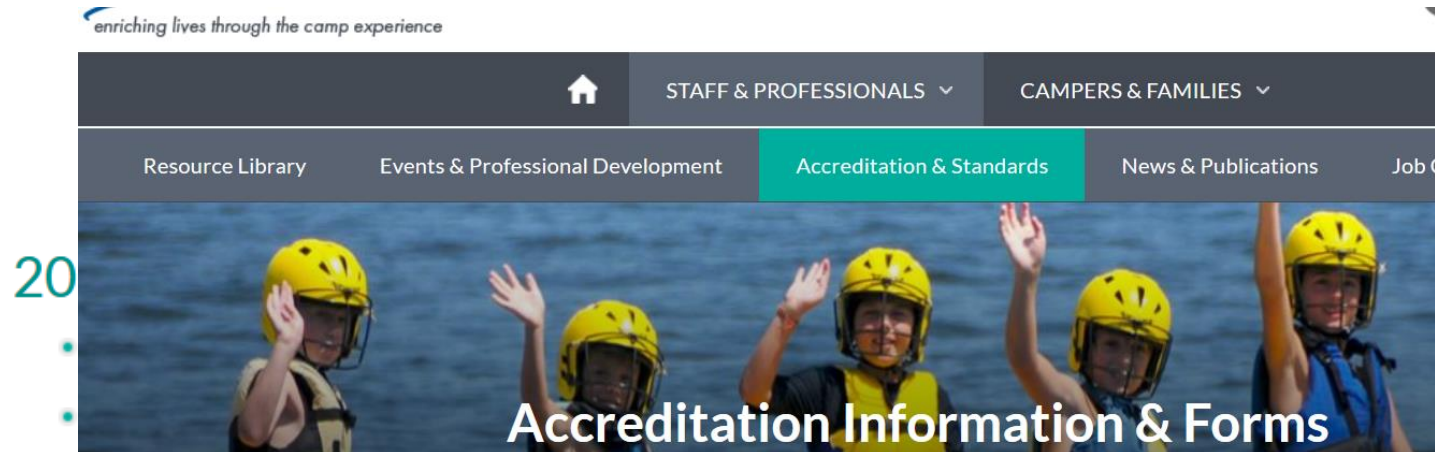 enriching lives through the camp experience
STAFF & PROFESSIONALS CAMPERS & FAMILIES
Resource Library Events & Professional Development Accreditation & Standards News & Publications Job
20
Accreditation Information & Forms